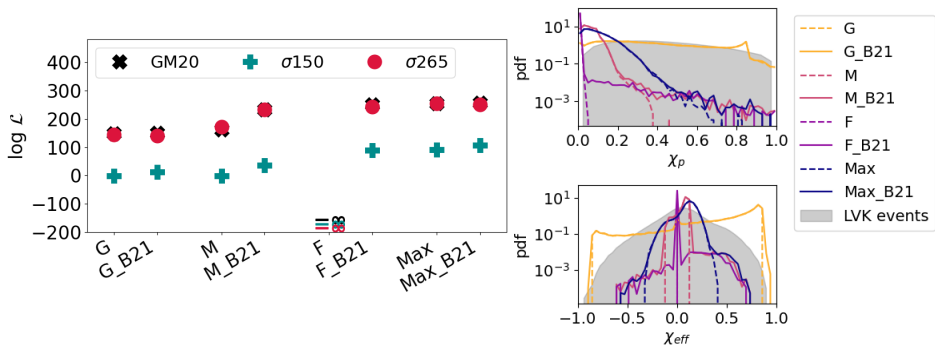 400
300
200
100
0
−100
−200
log ℒ
GM20 σ150 σ265
−∞
−∞
−∞
G
G_B21
M
M_B21
F
F_B21
Max
Max_B21
10¹
10⁻¹
10⁻³
pdf
0.0 0.2 0.4 0.6 0.8 1.0
χp
10¹
10⁻¹
10⁻³
pdf
−1.0 −0.5 0.0 0.5 1.0
χeff
G
G_B21
M
M_B21
F
F_B21
Max
Max_B21
LVK events